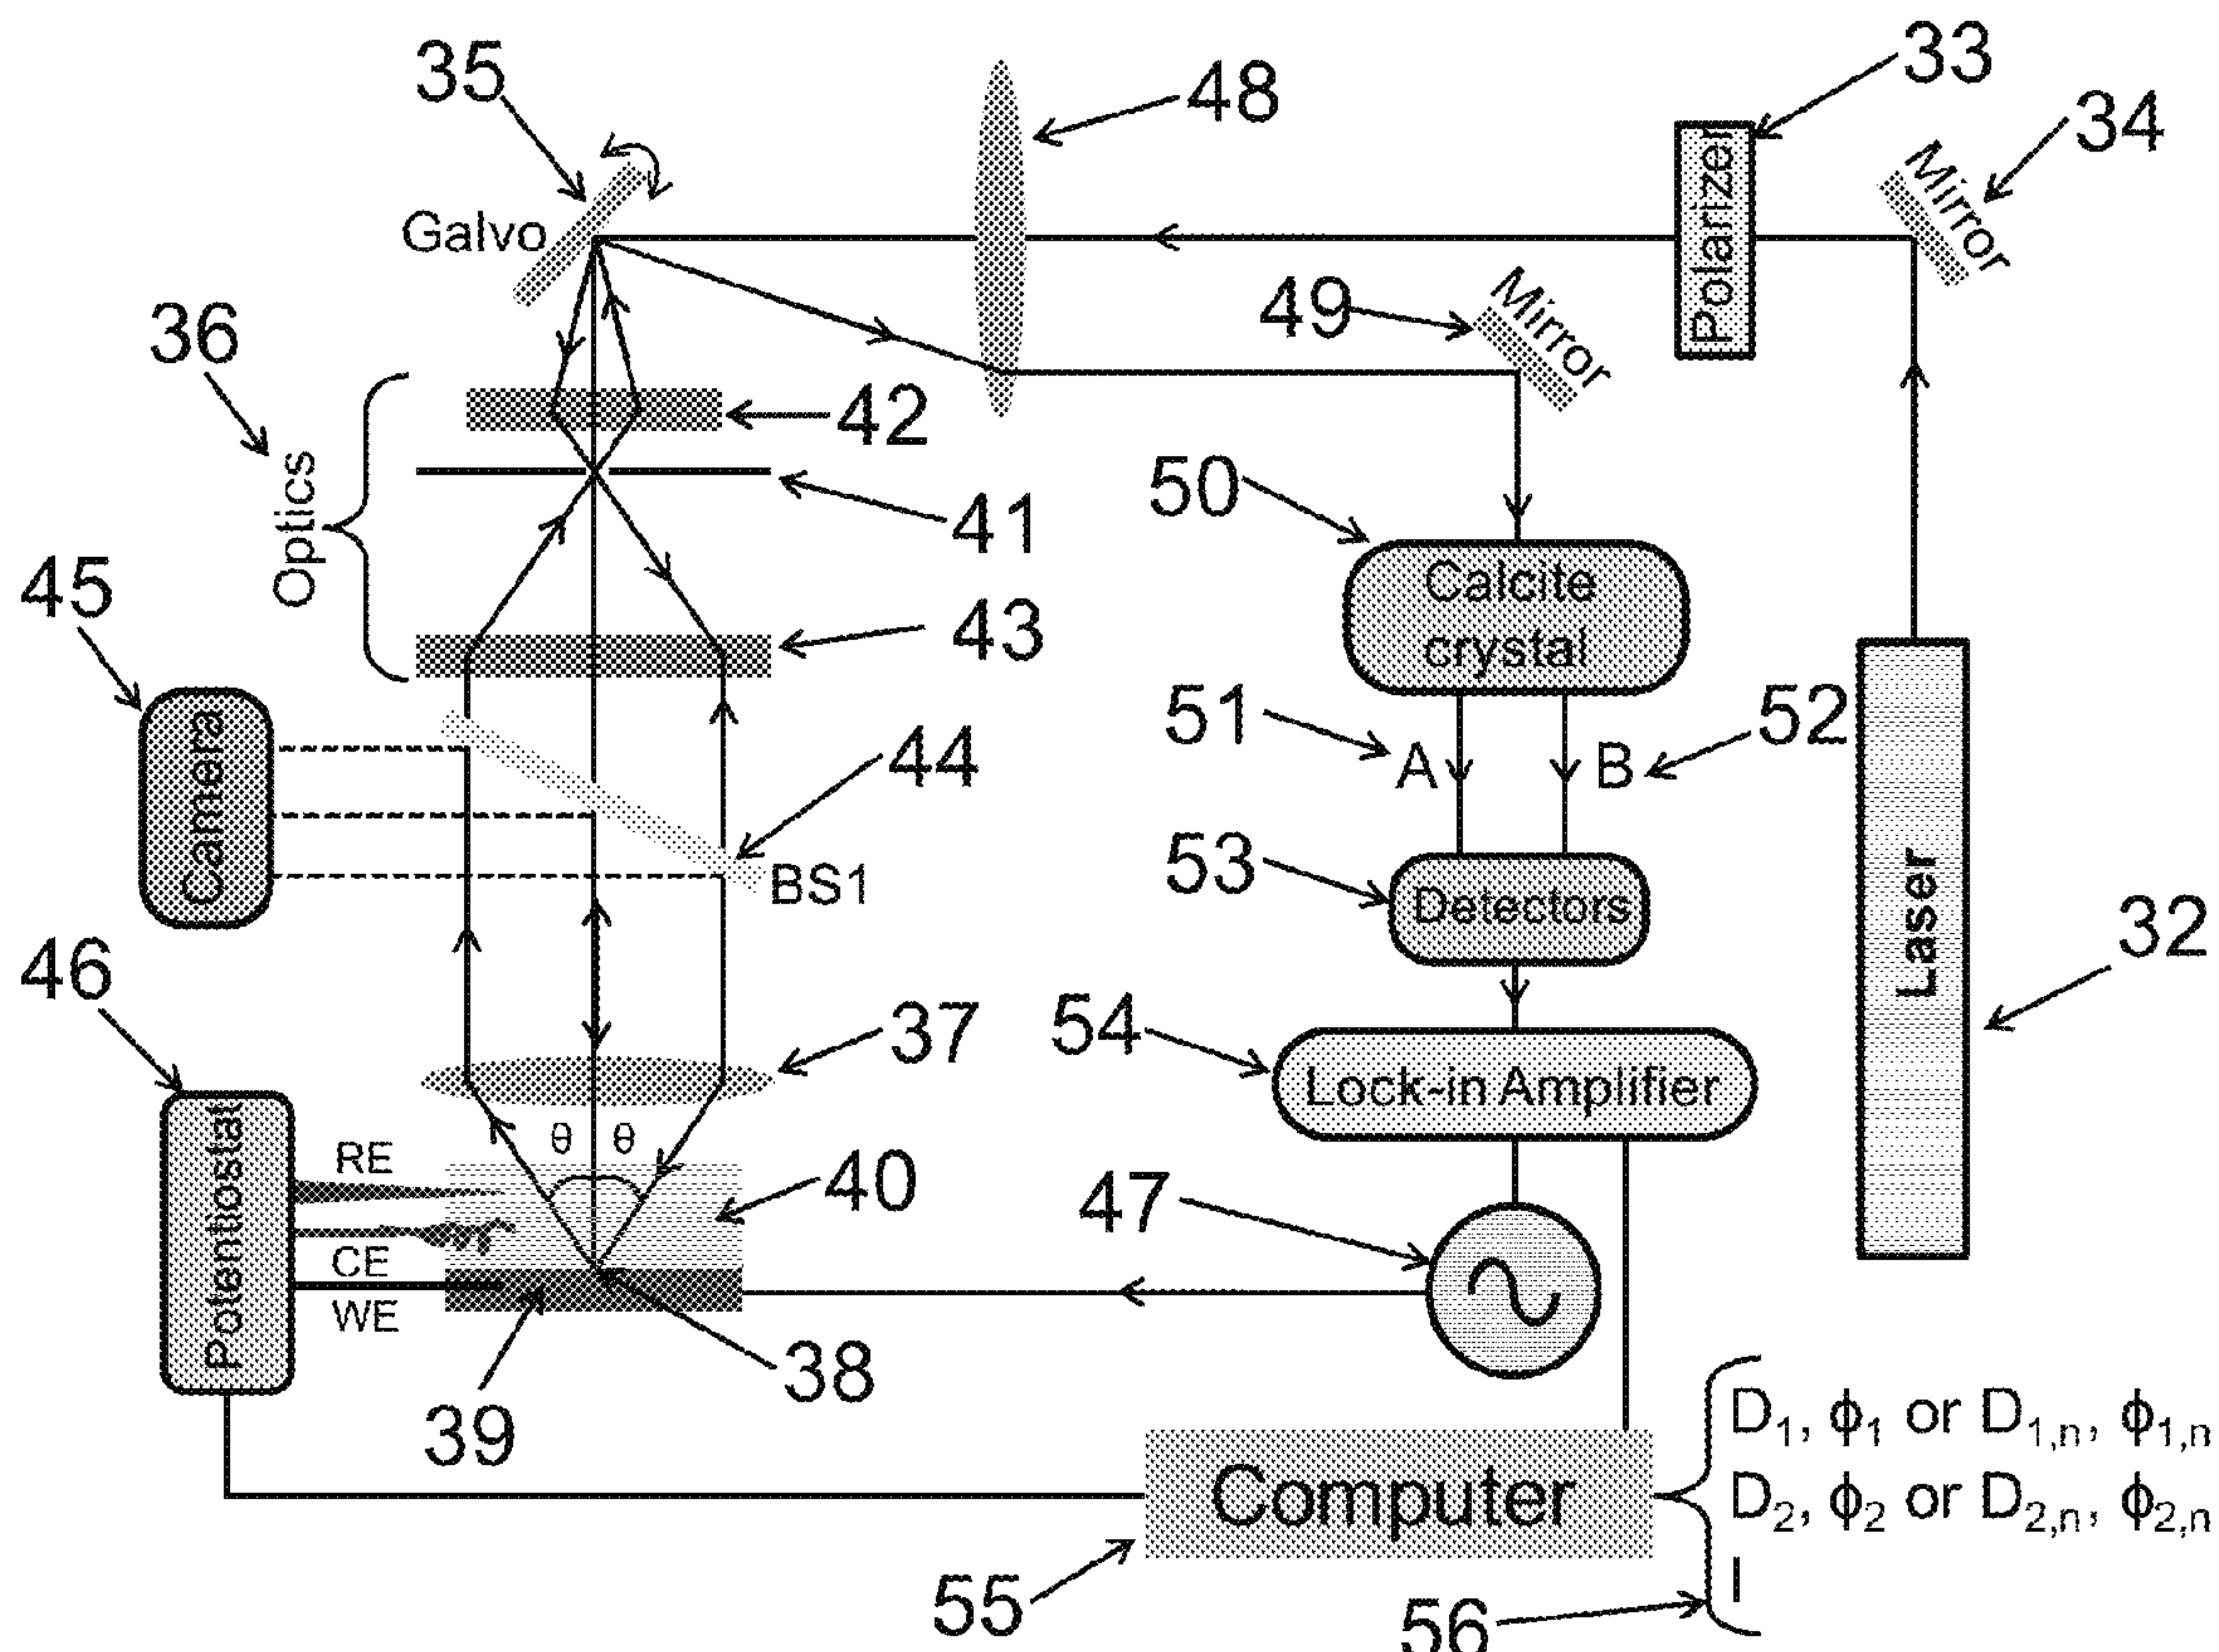 33
35
48
34
Mirror
Polarizer
Galvo
49
Mirror
36
42
50
Optics
41
Calcite
crystal
45
43
51
52
A
B
44
Camera
53
BS1
Detectors
Laser
32
46
37
54
Lock-in Amplifier
θ θ
RE
40
47
Potentiostat
CE
WE
38
39
D₁, ϕ₁ or D₁,ₙ, ϕ₁,ₙ
Computer
D₂, ϕ₂ or D₂,ₙ, ϕ₂,ₙ
I
55
56